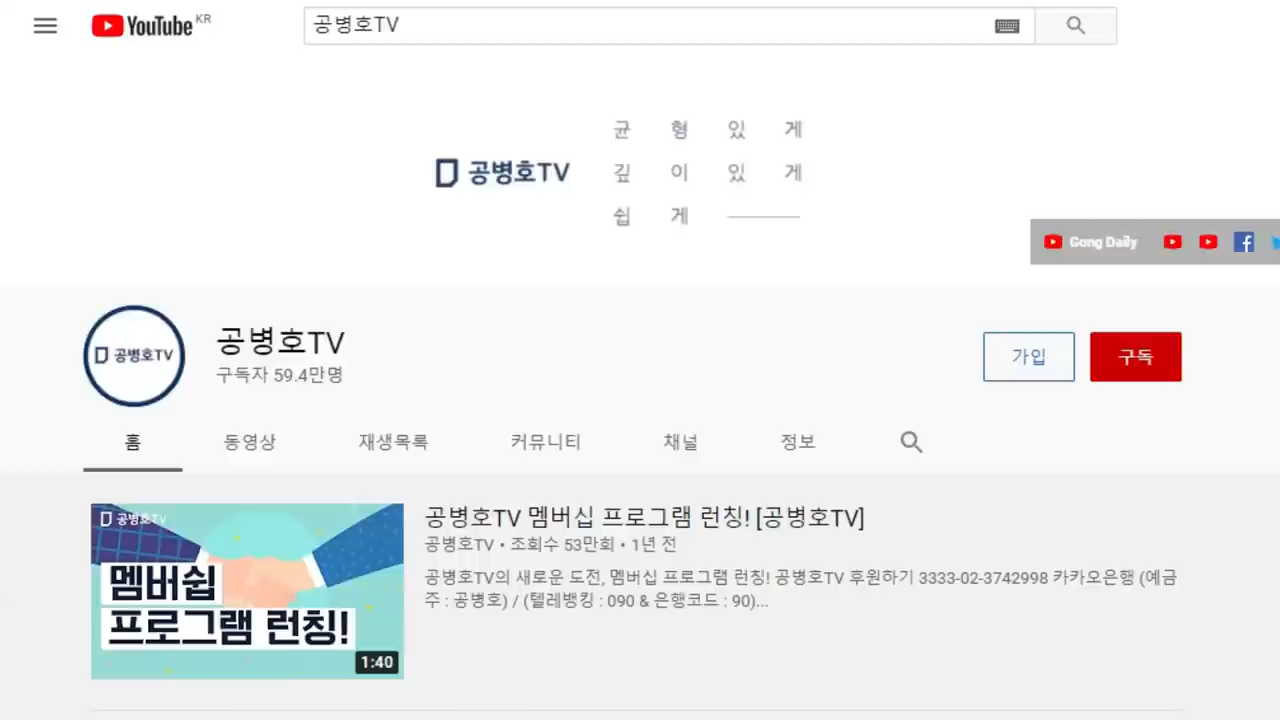 YouTube KR
공병호TV
균 형 있 게
공병호TV
깊 이 있 게
쉽 게
Gong Daily
공병호TV
공병호TV
구독자 59.4만명
가입
구독
홈 동영상 재생목록 커뮤니티 채널 정보
공병호TV
멤버쉽
프로그램 런칭!
1:40
공병호TV 멤버십 프로그램 런칭! [공병호TV]
공병호TV • 조회수 53만회 • 1년 전
공병호TV의 새로운 도전, 멤버십 프로그램 런칭! 공병호TV 후원하기 3333-02-3742998 카카오은행 (예금
주 : 공병호) / (텔레뱅킹 : 090 & 은행코드 : 90)...